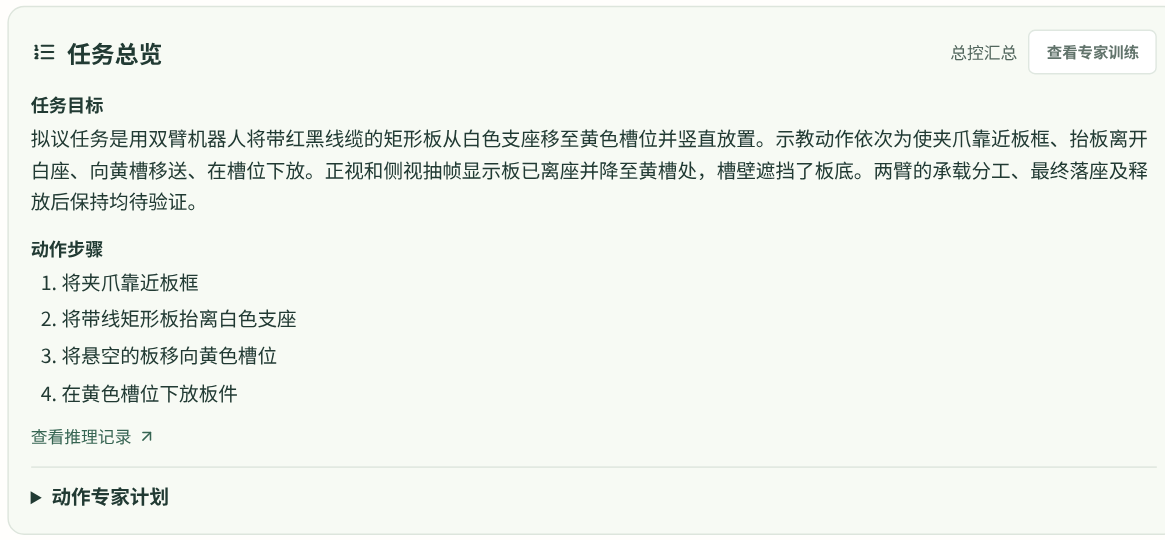 任务总览
总控汇总
查看专家训练
任务目标
拟议任务是用双臂机器人将带红黑线缆的矩形板从白色支座移至黄色槽位并竖直放置。示教动作依次为使夹爪靠近板框、抬板离开
白座、向黄槽移送、在槽位下放。正视和侧视抽帧显示板已离座并降至黄槽处，槽壁遮挡了板底。两臂的承载分工、最终落座及释
放后保持均待验证。
动作步骤
1. 将夹爪靠近板框
2. 将带线矩形板抬离白色支座
3. 将悬空的板移向黄色槽位
4. 在黄色槽位下放板件
查看推理记录 ↗
▶ 动作专家计划